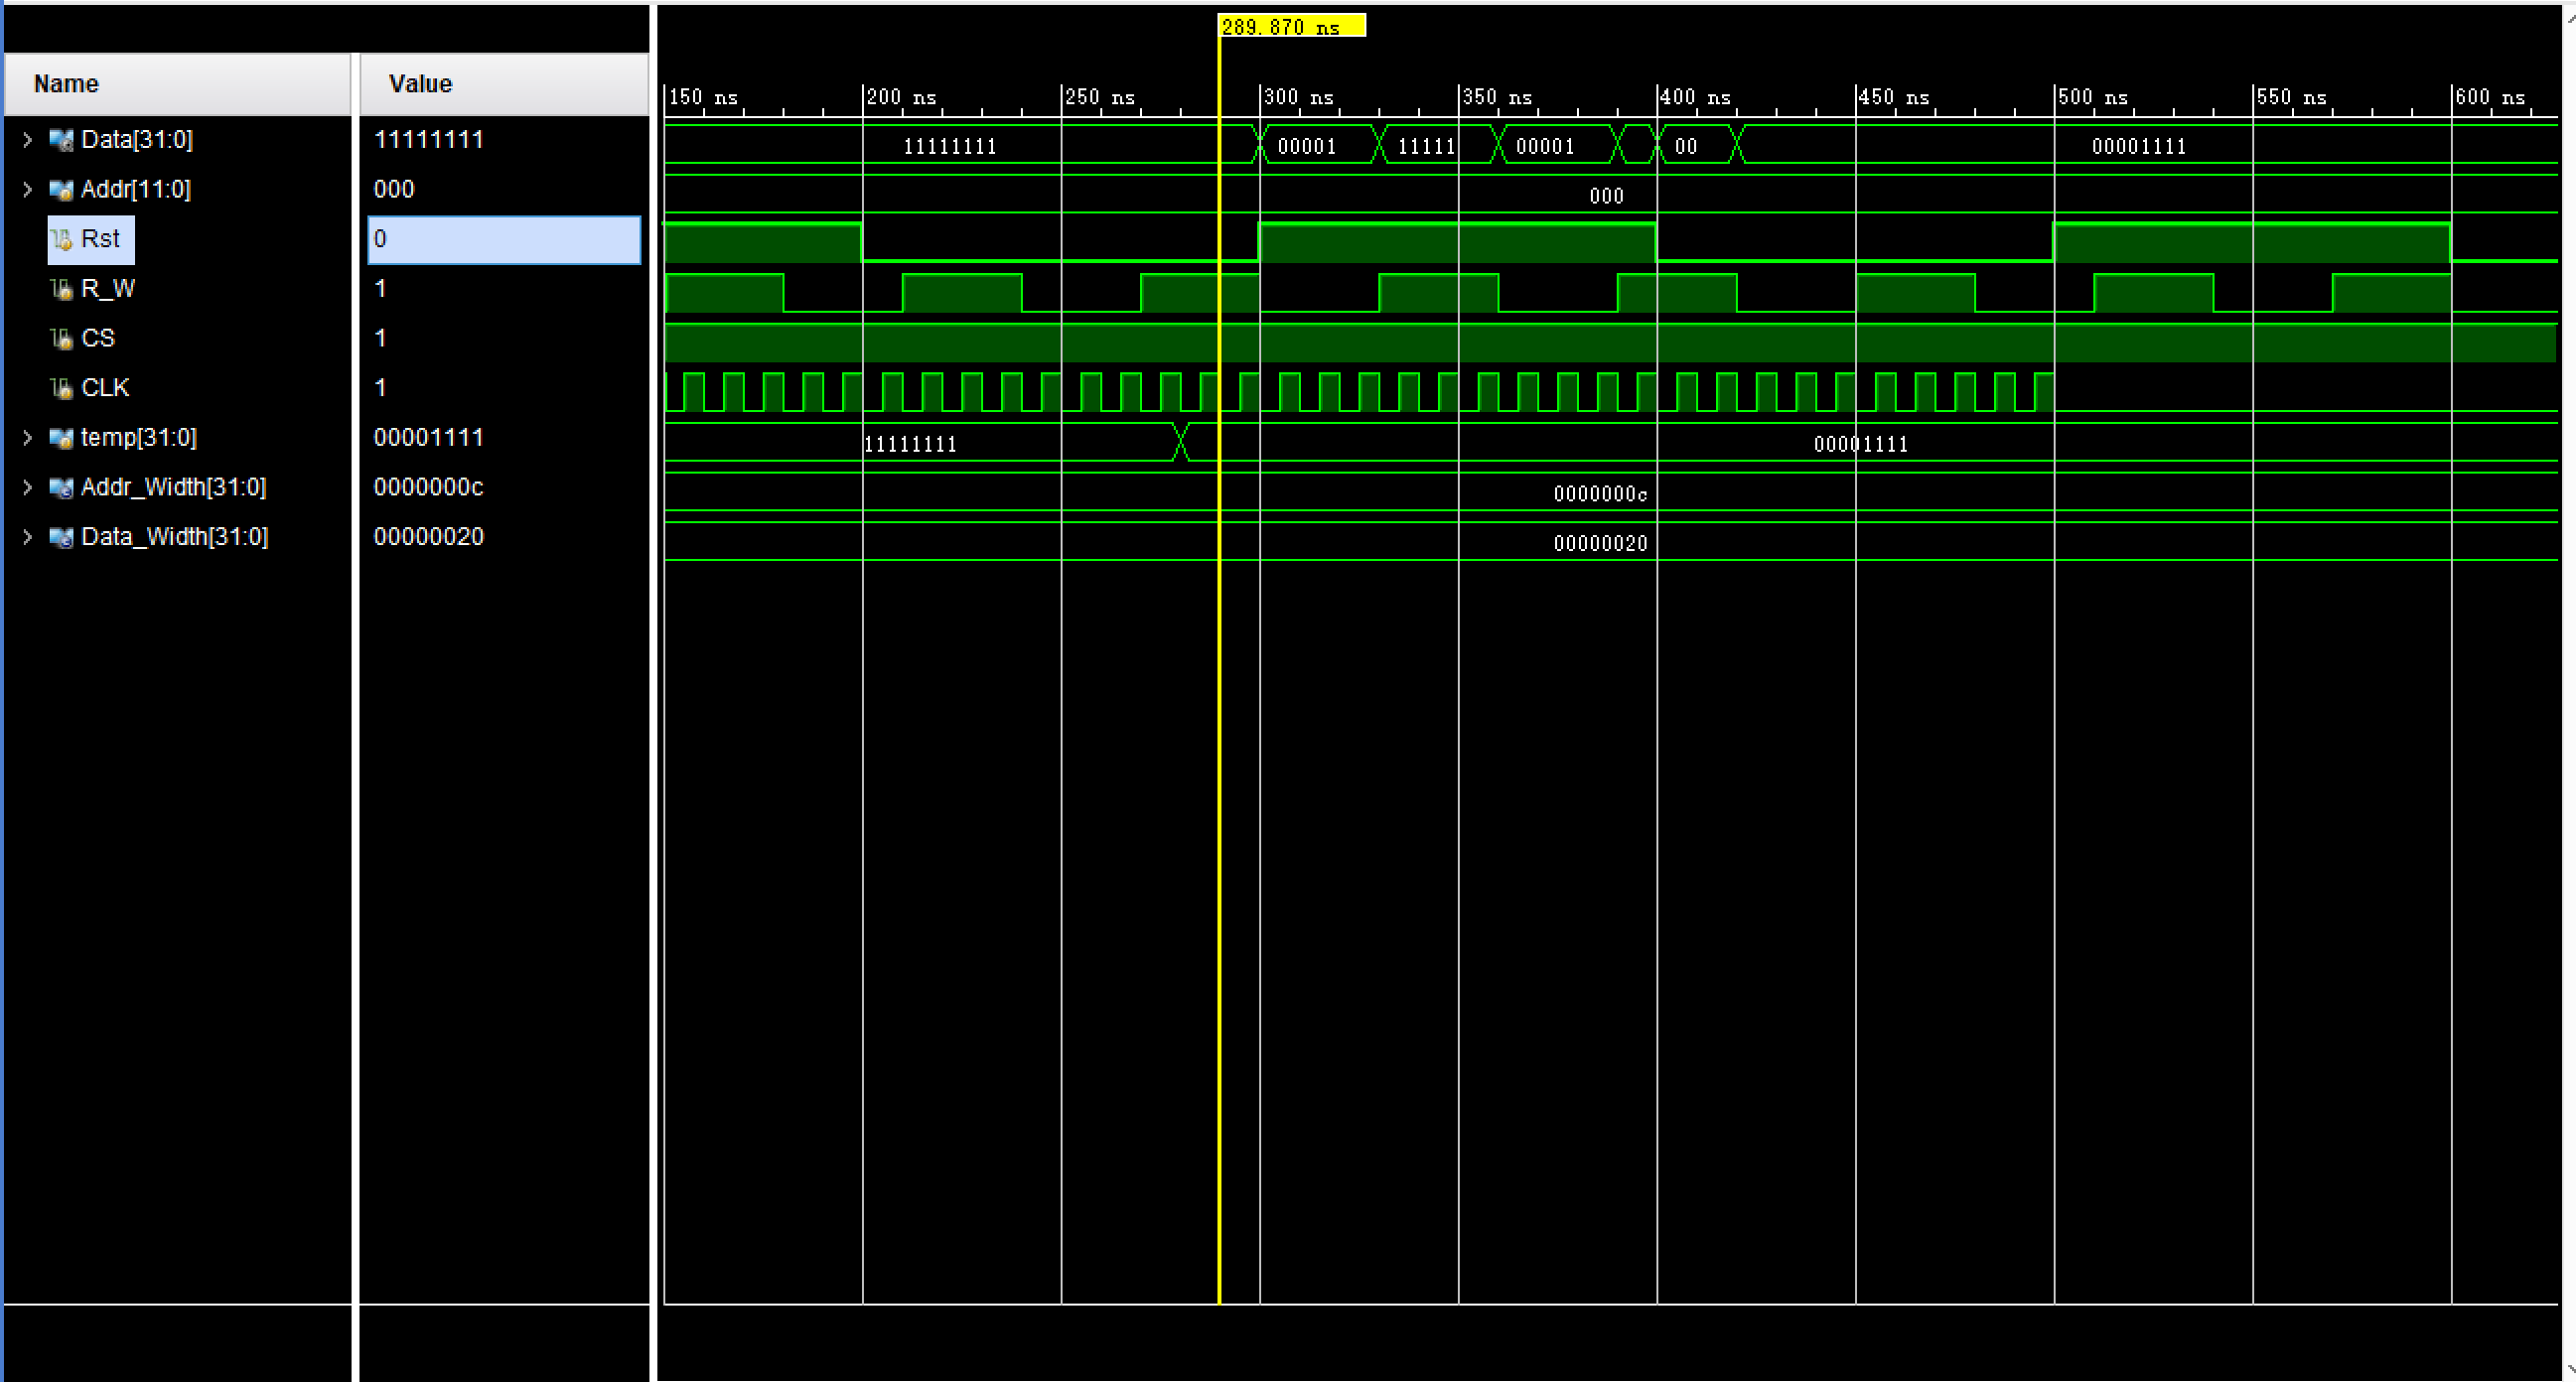 289.870 ns
Name Value
150 ns 200 ns 250 ns 300 ns 350 ns 400 ns 450 ns 500 ns 550 ns 600 ns
Data[31:0] 11111111 11111111 00001 11111 00001 00 00001111
Addr[11:0] 000 000
Rst 0
R_W 1
CS 1
CLK 1
temp[31:0] 00001111 11111111 00001111
Addr_Width[31:0] 0000000c 0000000c
Data_Width[31:0] 00000020 00000020